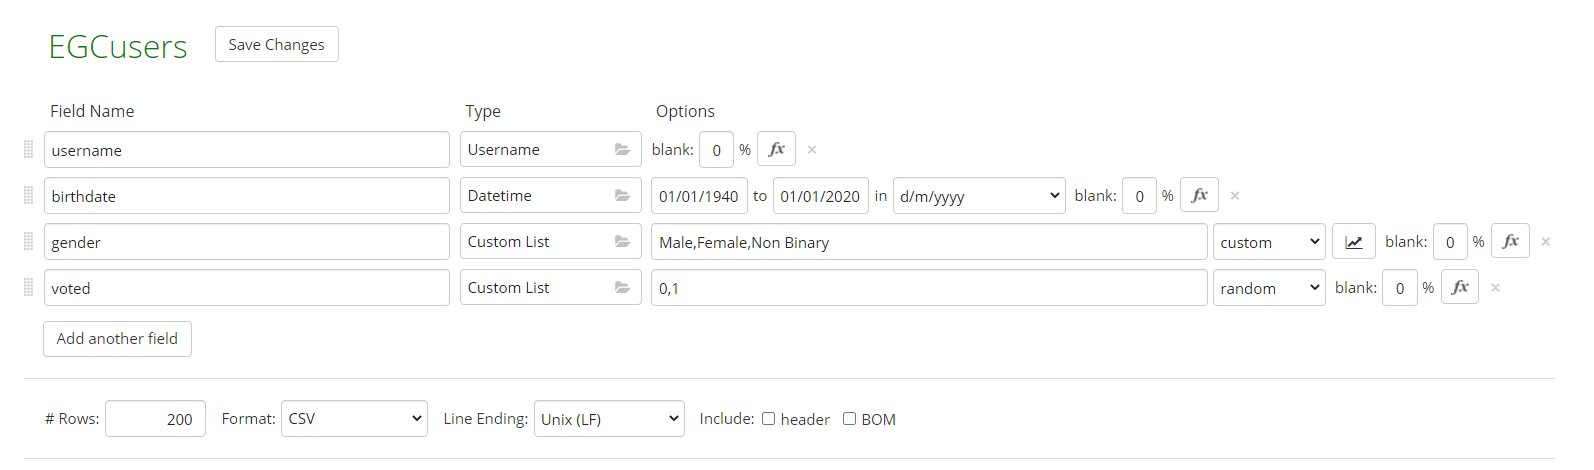 EGCusers Save Changes
Field Name Type Options
username Username blank: 0 % fx ×
birthdate Datetime 01/01/1940 to 01/01/2020 in d/m/yyyy blank: 0 % fx ×
gender Custom List Male,Female,Non Binary custom blank: 0 % fx ×
voted Custom List 0,1 random blank: 0 % fx ×
Add another field
# Rows: 200 Format: CSV Line Ending: Unix (LF) Include: header BOM